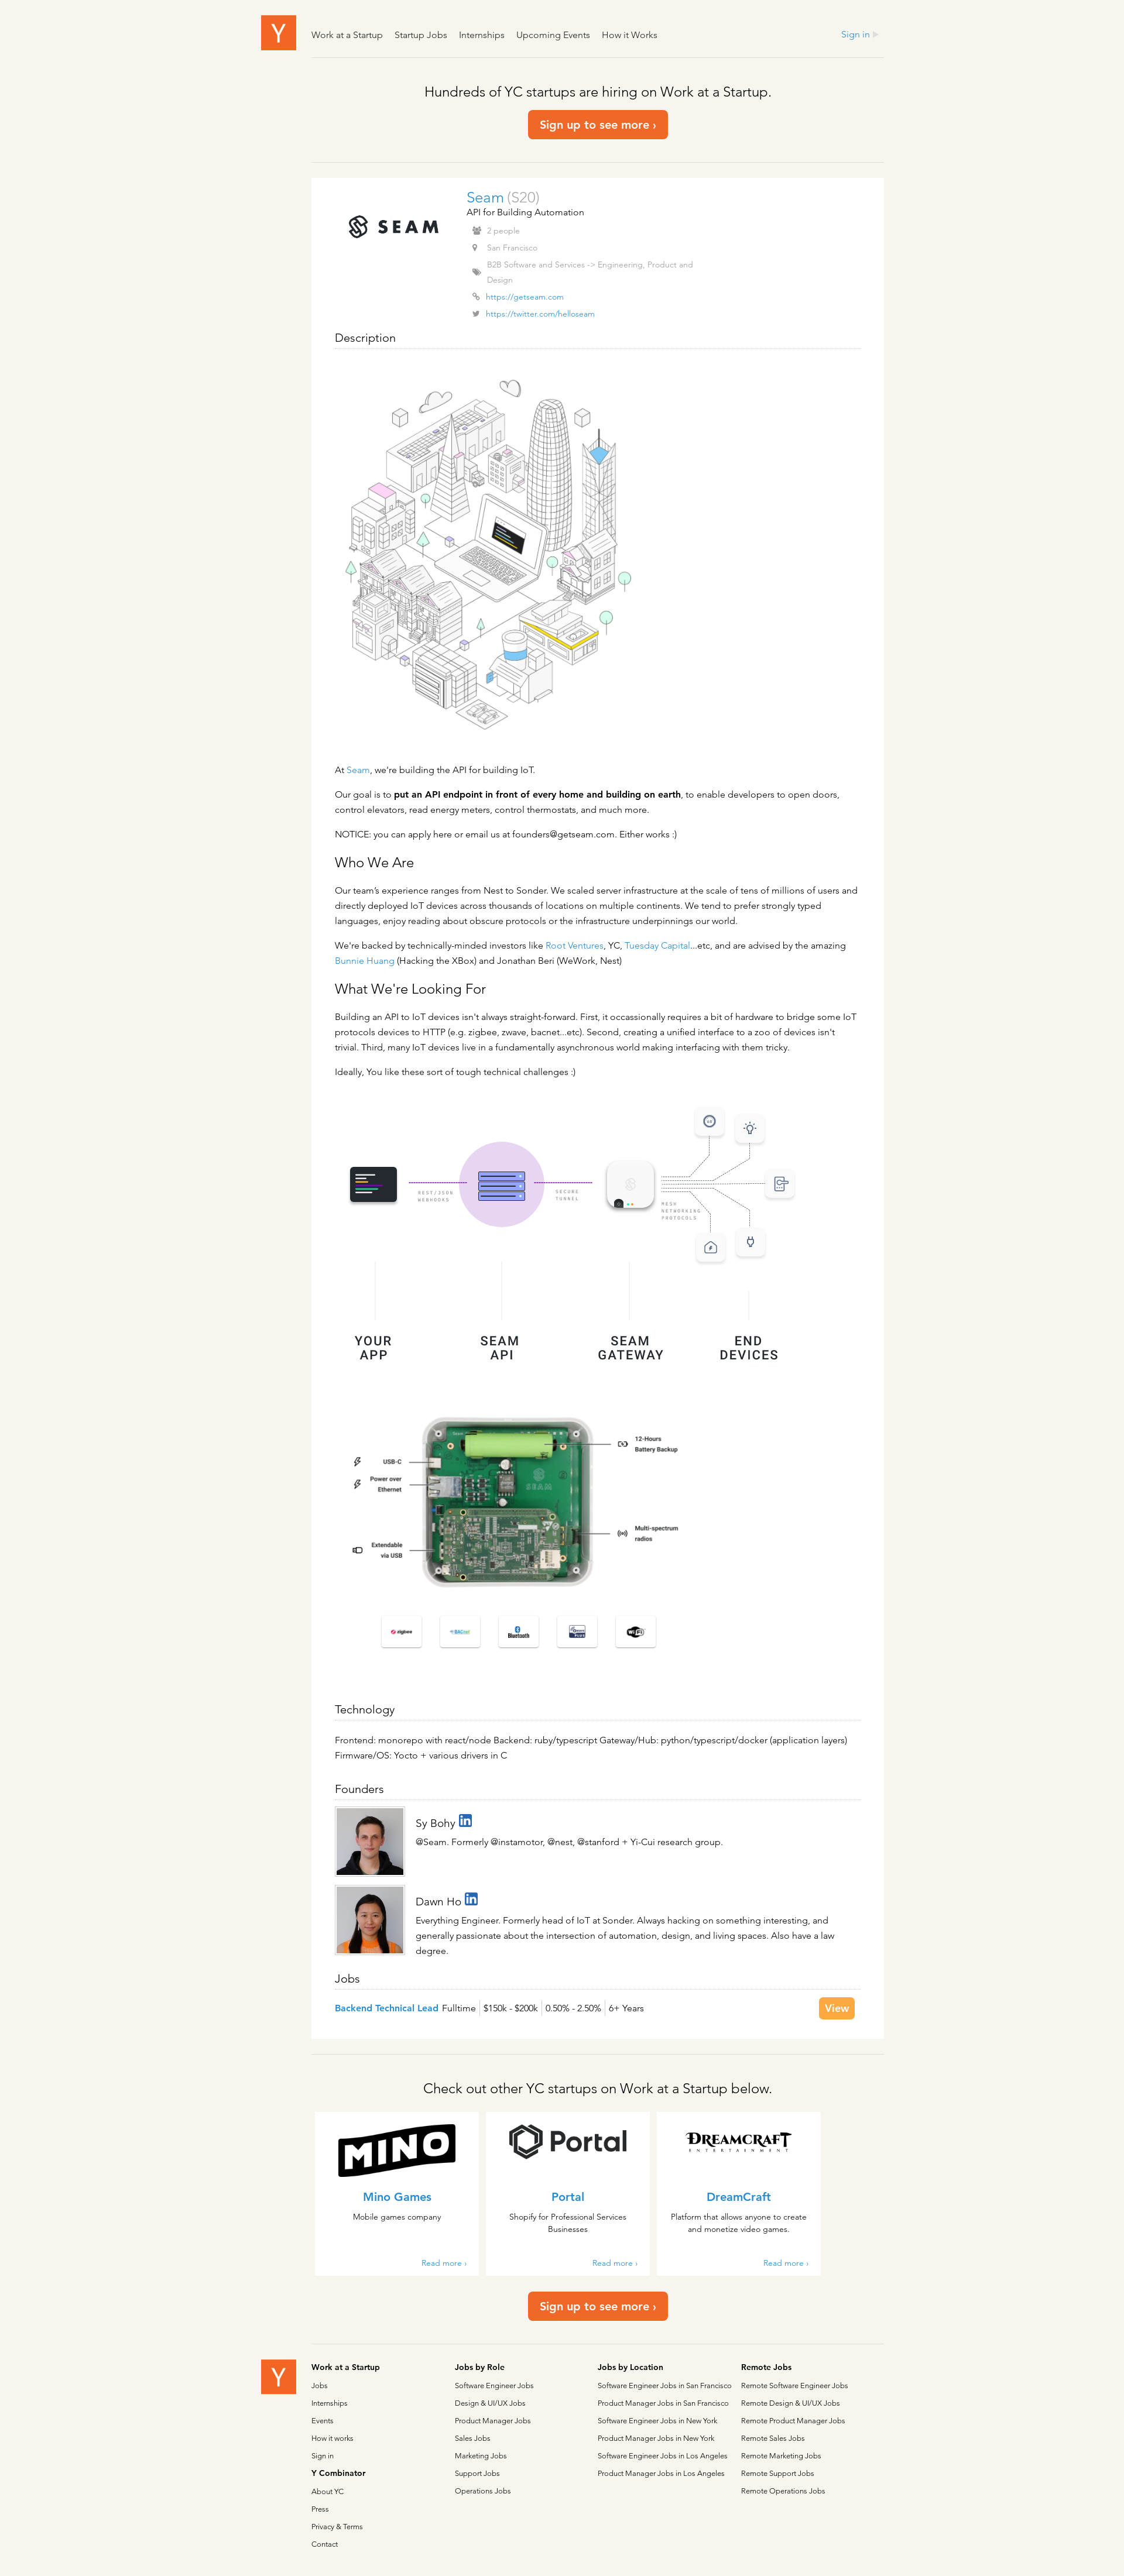 Y
Work at a Startup Startup Jobs Internships Upcoming Events How it Works Sign in
Hundreds of YC startups are hiring on Work at a Startup.
Sign up to see more ›
SEAM
Seam (S20)
API for Building Automation
2 people
San Francisco
B2B Software and Services -> Engineering, Product and
Design
https://getseam.com
https://twitter.com/helloseam
Description
At Seam, we're building the API for building IoT.
Our goal is to put an API endpoint in front of every home and building on earth, to enable developers to open doors,
control elevators, read energy meters, control thermostats, and much more.
NOTICE: you can apply here or email us at founders@getseam.com. Either works :)
Who We Are
Our team’s experience ranges from Nest to Sonder. We scaled server infrastructure at the scale of tens of millions of users and
directly deployed IoT devices across thousands of locations on multiple continents. We tend to prefer strongly typed
languages, enjoy reading about obscure protocols or the infrastructure underpinnings our world.
We're backed by technically-minded investors like Root Ventures, YC, Tuesday Capital...etc, and are advised by the amazing
Bunnie Huang (Hacking the XBox) and Jonathan Beri (WeWork, Nest)
What We're Looking For
Building an API to IoT devices isn't always straight-forward. First, it occassionally requires a bit of hardware to bridge some IoT
protocols devices to HTTP (e.g. zigbee, zwave, bacnet...etc). Second, creating a unified interface to a zoo of devices isn't
trivial. Third, many IoT devices live in a fundamentally asynchronous world making interfacing with them tricky.
Ideally, You like these sort of tough technical challenges :)
REST/JSON
WEBHOOKS
SECURE
TUNNEL
MESH
NETWORKING
PROTOCOLS
YOUR
APP
SEAM
API
SEAM
GATEWAY
END
DEVICES
12-Hours
Battery Backup
USB-C
Power over
Ethernet
SEAM
Multi-spectrum
radios
Extendable
via USB
zigbee
BACnet
Bluetooth
WiFi
Technology
Frontend: monorepo with react/node Backend: ruby/typescript Gateway/Hub: python/typescript/docker (application layers)
Firmware/OS: Yocto + various drivers in C
Founders
Sy Bohy in
@Seam. Formerly @instamotor, @nest, @stanford + Yi-Cui research group.
Dawn Ho in
Everything Engineer. Formerly head of IoT at Sonder. Always hacking on something interesting, and
generally passionate about the intersection of automation, design, and living spaces. Also have a law
degree.
Jobs
Backend Technical Lead Fulltime $150k - $200k 0.50% - 2.50% 6+ Years View
Check out other YC startups on Work at a Startup below.
MINO
Mino Games
Mobile games company
Read more ›
Portal
Portal
Shopify for Professional Services
Businesses
Read more ›
DREAMCRAFT
ENTERTAINMENT
DreamCraft
Platform that allows anyone to create
and monetize video games.
Read more ›
Sign up to see more ›
Y
Work at a Startup
Jobs
Internships
Events
How it works
Sign in
Y Combinator
About YC
Press
Privacy & Terms
Contact
Jobs by Role
Software Engineer Jobs
Design & UI/UX Jobs
Product Manager Jobs
Sales Jobs
Marketing Jobs
Support Jobs
Operations Jobs
Jobs by Location
Software Engineer Jobs in San Francisco
Product Manager Jobs in San Francisco
Software Engineer Jobs in New York
Product Manager Jobs in New York
Software Engineer Jobs in Los Angeles
Product Manager Jobs in Los Angeles
Remote Jobs
Remote Software Engineer Jobs
Remote Design & UI/UX Jobs
Remote Product Manager Jobs
Remote Sales Jobs
Remote Marketing Jobs
Remote Support Jobs
Remote Operations Jobs